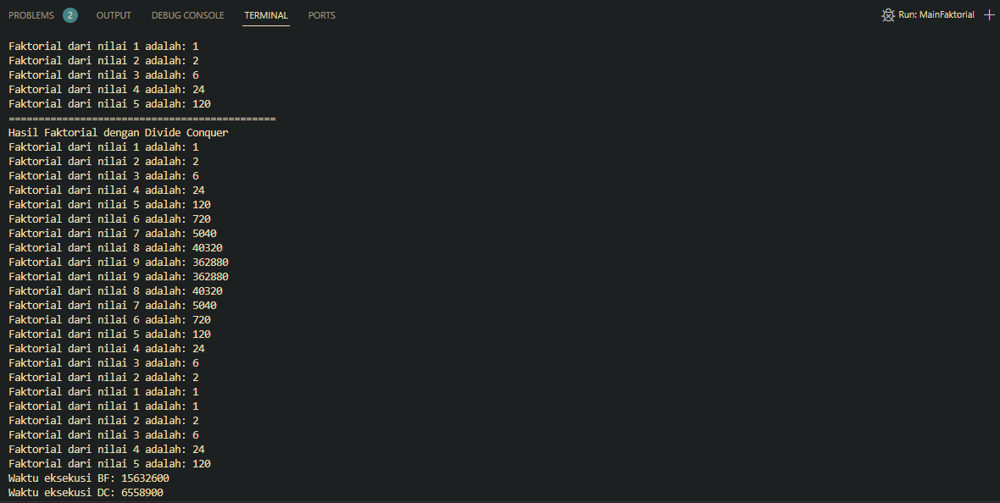 PROBLEMS 2 OUTPUT DEBUG CONSOLE TERMINAL PORTS Run: MainFaktorial
Faktorial dari nilai 1 adalah: 1
Faktorial dari nilai 2 adalah: 2
Faktorial dari nilai 3 adalah: 6
Faktorial dari nilai 4 adalah: 24
Faktorial dari nilai 5 adalah: 120
=============================================
Hasil Faktorial dengan Divide Conquer
Faktorial dari nilai 1 adalah: 1
Faktorial dari nilai 2 adalah: 2
Faktorial dari nilai 3 adalah: 6
Faktorial dari nilai 4 adalah: 24
Faktorial dari nilai 5 adalah: 120
Faktorial dari nilai 6 adalah: 720
Faktorial dari nilai 7 adalah: 5040
Faktorial dari nilai 8 adalah: 40320
Faktorial dari nilai 9 adalah: 362880
Faktorial dari nilai 9 adalah: 362880
Faktorial dari nilai 8 adalah: 40320
Faktorial dari nilai 7 adalah: 5040
Faktorial dari nilai 6 adalah: 720
Faktorial dari nilai 5 adalah: 120
Faktorial dari nilai 4 adalah: 24
Faktorial dari nilai 3 adalah: 6
Faktorial dari nilai 2 adalah: 2
Faktorial dari nilai 1 adalah: 1
Faktorial dari nilai 1 adalah: 1
Faktorial dari nilai 2 adalah: 2
Faktorial dari nilai 3 adalah: 6
Faktorial dari nilai 4 adalah: 24
Faktorial dari nilai 5 adalah: 120
Waktu eksekusi BF: 15632600
Waktu eksekusi DC: 6558900